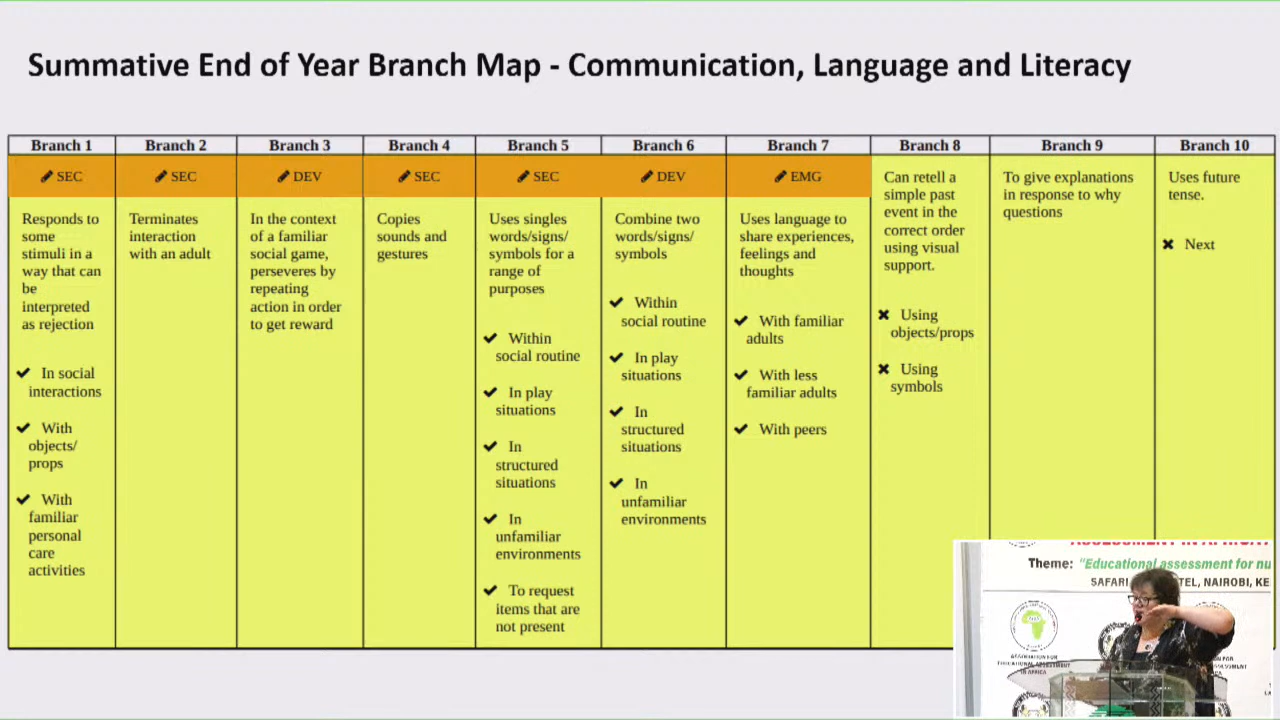 Summative End of Year Branch Map - Communication, Language and Literacy
Branch 1
SEC
Responds to
some
stimuli in a
way that can
be
interpreted
as rejection
✔ In social
interactions
✔ With
objects/
props
✔ With
familiar
personal
care
activities
Branch 2
SEC
Terminates
interaction
with an adult
Branch 3
DEV
In the context
of a familiar
social game,
perseveres by
repeating
action in order
to get reward
Branch 4
SEC
Copies
sounds and
gestures
Branch 5
SEC
Uses singles
words/signs/
symbols for a
range of
purposes
✔ Within
social routine
✔ In play
situations
✔ In
structured
situations
✔ In
unfamiliar
environments
✔ To request
items that are
not present
Branch 6
DEV
Combine two
words/signs/
symbols
✔ Within
social routine
✔ In play
situations
✔ In
structured
situations
✔ In
unfamiliar
environments
Branch 7
EMG
Uses language to
share experiences,
feelings and
thoughts
✔ With familiar
adults
✔ With less
familiar adults
✔ With peers
Branch 8
Can retell a
simple past
event in the
correct order
using visual
support.
✖ Using
objects/props
✖ Using
symbols
Branch 9
To give explanations
in response to why
questions
Branch 10
Uses future
tense.
✖ Next
Theme: "Educational assessment for nu
SAFARI
TEL, NAIROBI, KE
ASSOCIATION FOR
EDUCATIONAL ASSESSMENT
IN AFRICA